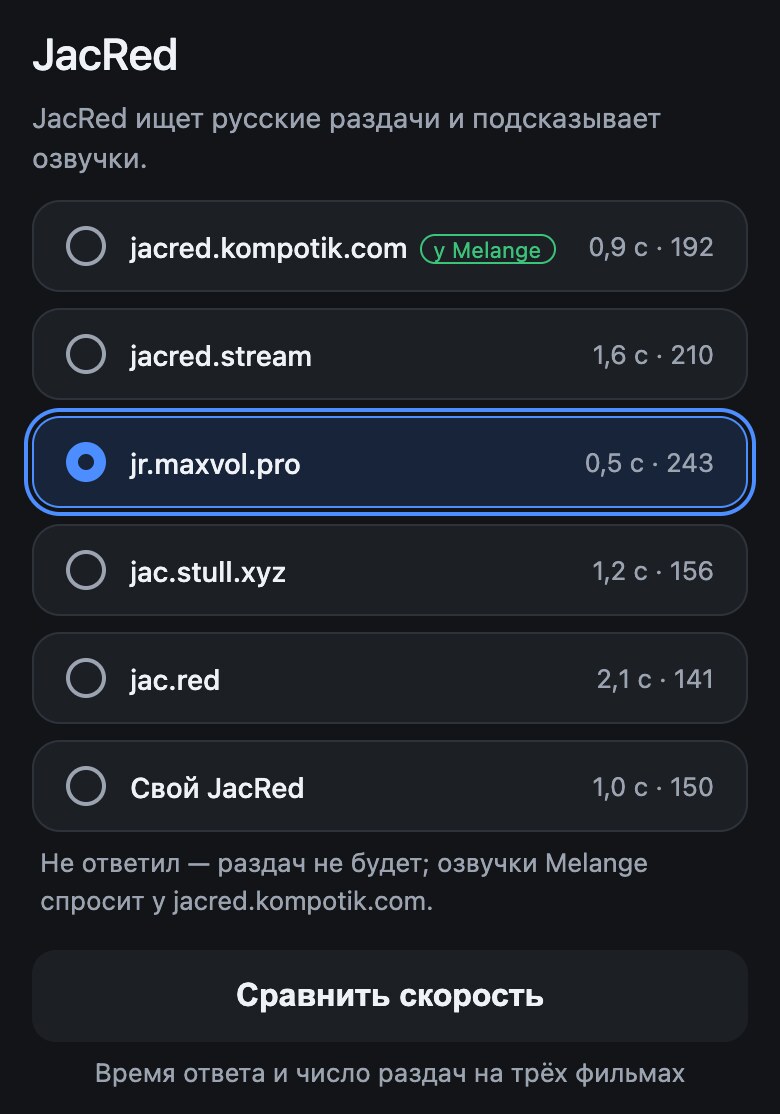 JacRed
JacRed ищет русские раздачи и подсказывает
озвучки.
jacred.kompotik.com у Melange 0,9 с · 192
jacred.stream 1,6 с · 210
jr.maxvol.pro 0,5 с · 243
jac.stull.xyz 1,2 с · 156
jac.red 2,1 с · 141
Свой JacRed 1,0 с · 150
Не ответил — раздач не будет; озвучки Melange
спросит у jacred.kompotik.com.
Сравнить скорость
Время ответа и число раздач на трёх фильмах